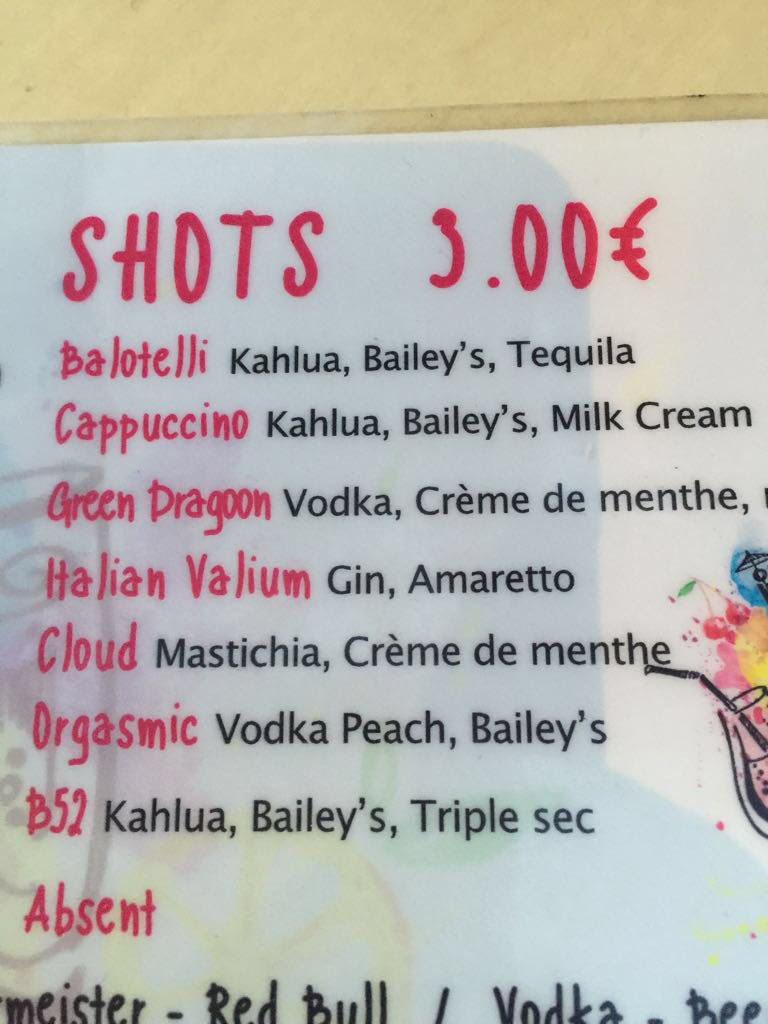 SHOTS 3.00€
Balotelli Kahlua, Bailey's, Tequila
Cappuccino Kahlua, Bailey's, Milk Cream
Green Dragoon Vodka, Crème de menthe,
Italian Valium Gin, Amaretto
Cloud Mastichia, Crème de menthe
Orgasmic Vodka Peach, Bailey's
B52 Kahlua, Bailey's, Triple sec
Absent
meister - Red Bull / Vodka - Bee